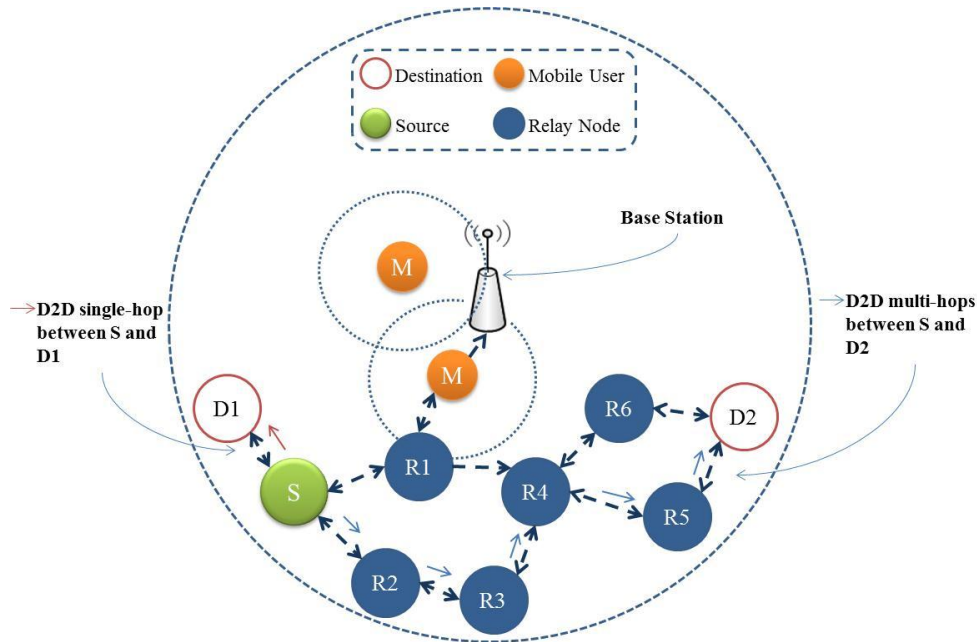 Destination
Mobile User
Source
Relay Node
Base Station
M
D2D single-hop
between S and
D1
D2D multi-hops
between S and
D2
M
D1
R6
D2
R1
S
R4
R5
R2
R3